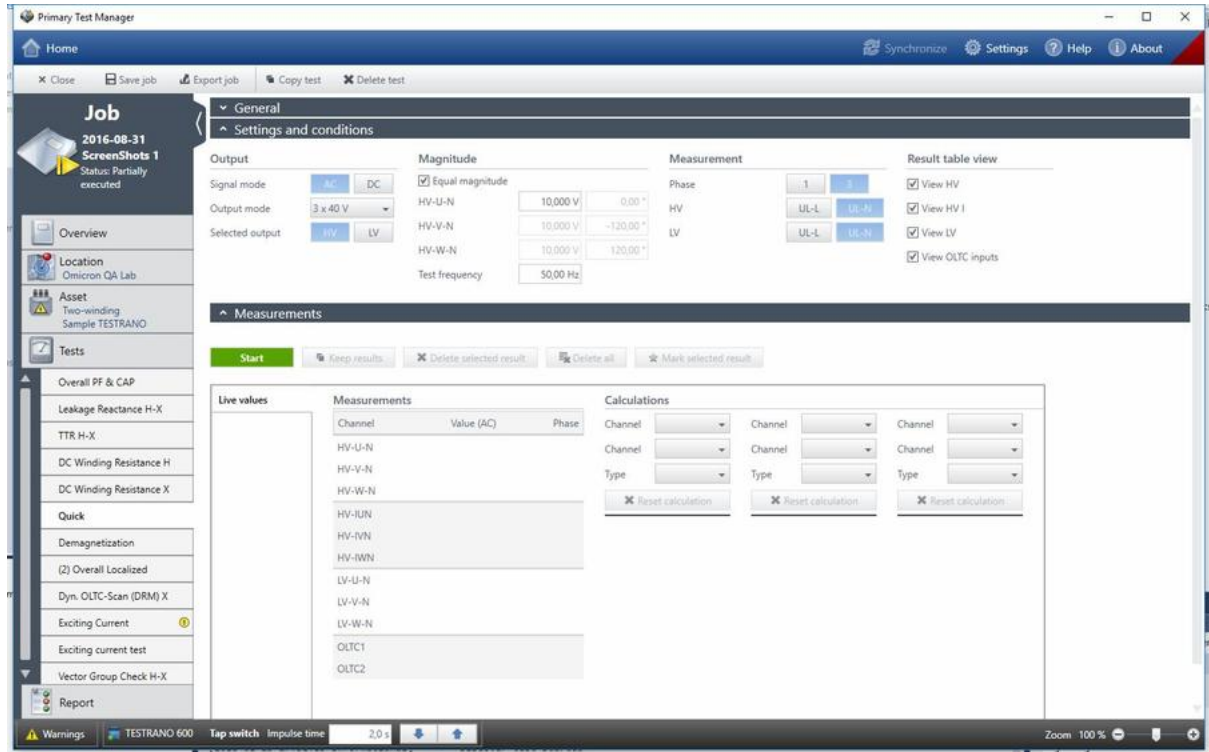 Primary Test Manager
Home
Synchronize Settings Help About
Close Save job Export job Copy test Delete test
Job
2016-08-31
ScreenShots 1
Status: Partially
executed
Overview
Location
Omicron QA Lab
Asset
Two-winding
Sample TESTRANO
Tests
Overall PF & CAP
Leakage Reactance H-X
TTR H-X
DC Winding Resistance H
DC Winding Resistance X
Quick
Demagnetization
(2) Overall Localized
Dyn. OLTC-Scan (DRM) X
Exciting Current
Exciting current test
Vector Group Check H-X
Report
General
Settings and conditions
Output Magnitude Measurement Result table view
Signal mode AC DC Equal magnitude Phase 1 3 View HV
Output mode 3 x 40 V HV-U-N 10,000 V 0,00 ° HV UL-L UL-N View HV I
Selected output HV LV HV-V-N 10,000 V -120,00 ° LV UL-L UL-N View LV
HV-W-N 10,000 V 120,00 ° View OLTC inputs
Test frequency 50,00 Hz
Measurements
Start Keep results Delete selected result Delete all Mark selected result
Live values Measurements Calculations
Channel Value (AC) Phase Channel Channel Channel
HV-U-N Channel Channel Channel
HV-V-N Type Type Type
HV-W-N Reset calculation Reset calculation Reset calculation
HV-IUN
HV-IVN
HV-IWN
LV-U-N
LV-V-N
LV-W-N
OLTC1
OLTC2
Warnings TESTRANO 600 Tap switch Impulse time 2,0 s Zoom 100 %